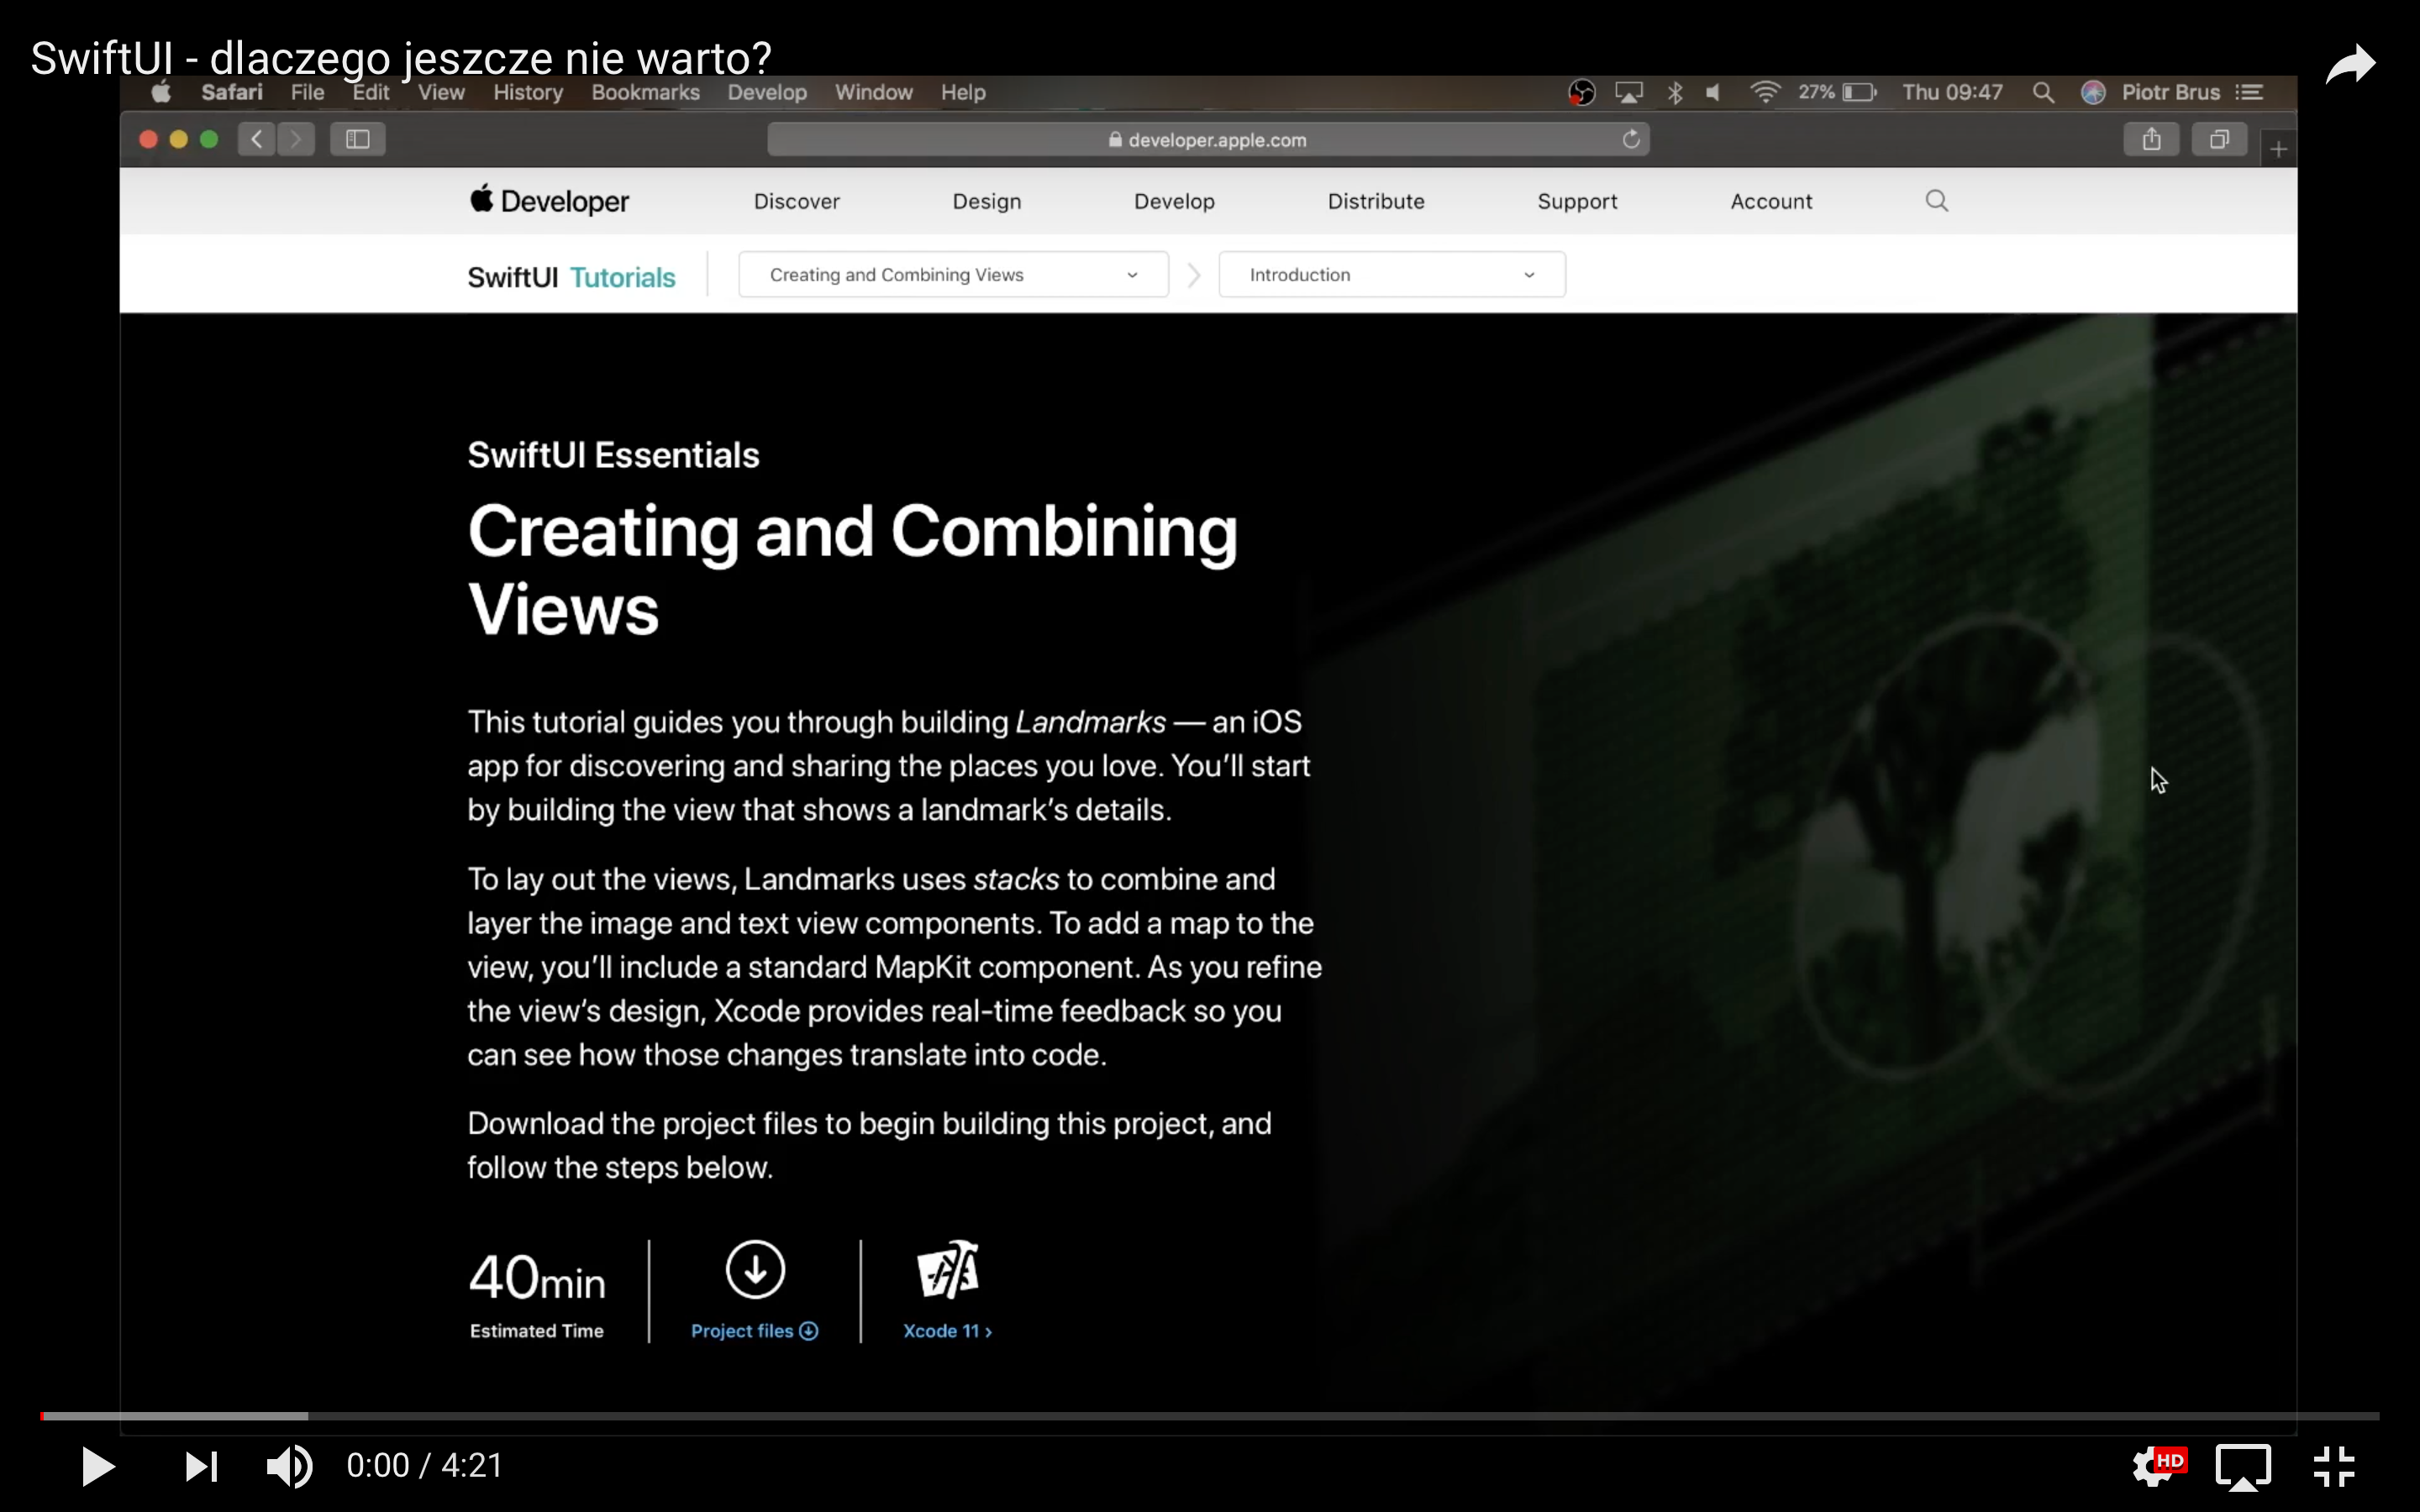 SwiftUI - dlaczego jeszcze nie warto?
Safari File Edit View History Bookmarks Develop Window Help 27% Thu 09:47 Piotr Brus
developer.apple.com
Developer Discover Design Develop Distribute Support Account
SwiftUI Tutorials Creating and Combining Views Introduction
SwiftUI Essentials
Creating and Combining
Views
This tutorial guides you through building Landmarks — an iOS
app for discovering and sharing the places you love. You’ll start
by building the view that shows a landmark’s details.
To lay out the views, Landmarks uses stacks to combine and
layer the image and text view components. To add a map to the
view, you’ll include a standard MapKit component. As you refine
the view’s design, Xcode provides real-time feedback so you
can see how those changes translate into code.
Download the project files to begin building this project, and
follow the steps below.
40min
Estimated Time Project files Xcode 11 ›
0:00 / 4:21 HD